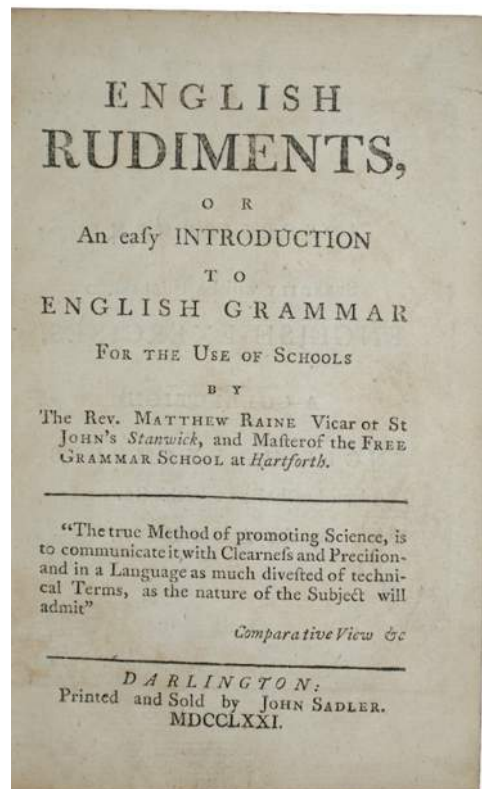 ENGLISH
RUDIMENTS,
OR
An eaſy INTRODUCTION
TO
ENGLISH GRAMMAR
FOR THE USE OF SCHOOLS
BY
The Rev. MATTHEW RAINE Vicar of St
JOHN'S Stanwick, and Maſterof the FREE
GRAMMAR SCHOOL at Hartforth.
“The true Method of promoting Science, is
to communicate it with Clearneſs and Preciſion-
and in a Language as much diveſted of techni-
cal Terms, as the nature of the Subject will
admit”
Comparative View &c
DARLINGTON:
Printed and Sold by JOHN SADLER.
MDCCLXXI.